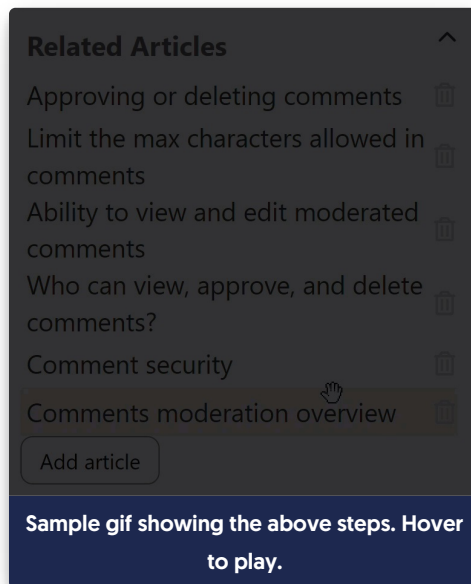 Related Articles
Approving or deleting comments
Limit the max characters allowed in
comments
Ability to view and edit moderated
comments
Who can view, approve, and delete
comments?
Comment security
Comments moderation overview
Add article
Sample gif showing the above steps. Hover
to play.